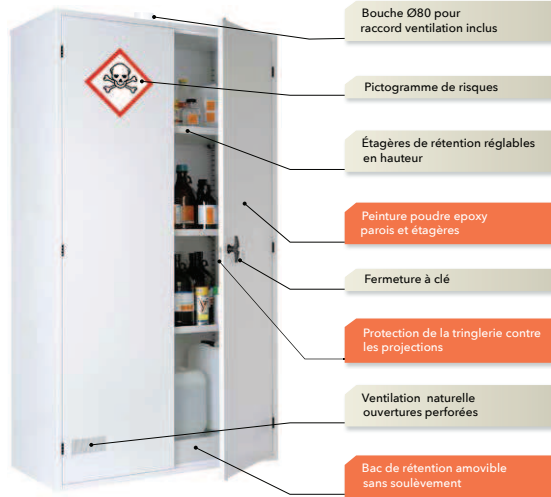 Bouche Ø80 pour
raccord ventilation inclus
Pictogramme de risques
Étagères de rétention réglables
en hauteur
Peinture poudre epoxy
parois et étagères
Fermeture à clé
Protection de la tringlerie contre
les projections
Ventilation naturelle
ouvertures perforées
Bac de rétention amovible
sans soulèvement